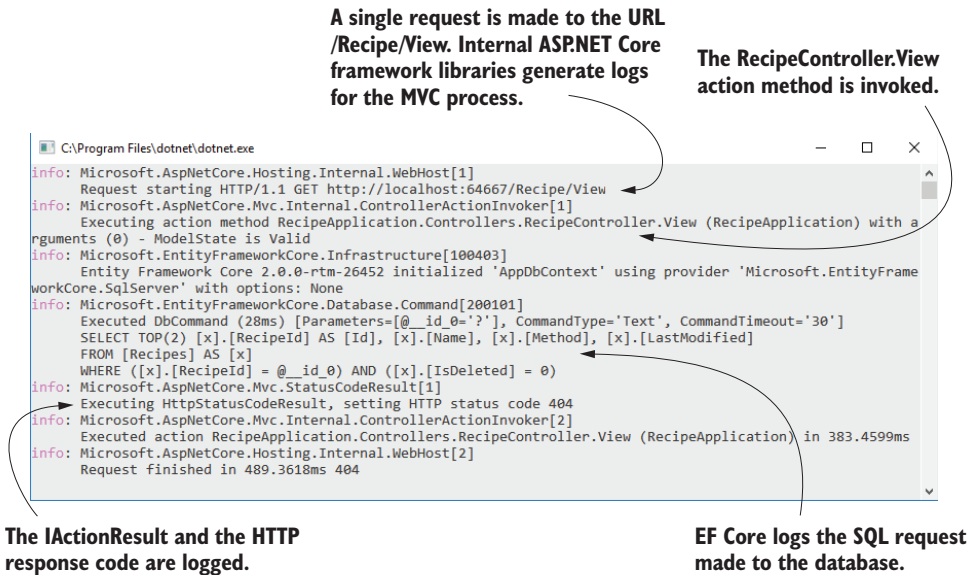 A single request is made to the URL
/Recipe/View. Internal ASP.NET Core
framework libraries generate logs
for the MVC process.
The RecipeController.View
action method is invoked.
C:\Program Files\dotnet\dotnet.exe
info: Microsoft.AspNetCore.Hosting.Internal.WebHost[1]
Request starting HTTP/1.1 GET http://localhost:64667/Recipe/View
info: Microsoft.AspNetCore.Mvc.Internal.ControllerActionInvoker[1]
Executing action method RecipeApplication.Controllers.RecipeController.View (RecipeApplication) with a
rguments (0) - ModelState is Valid
info: Microsoft.EntityFrameworkCore.Infrastructure[100403]
Entity Framework Core 2.0.0-rtm-26452 initialized 'AppDbContext' using provider 'Microsoft.EntityFrame
workCore.SqlServer' with options: None
info: Microsoft.EntityFrameworkCore.Database.Command[200101]
Executed DbCommand (28ms) [Parameters=[@__id_0='?'], CommandType='Text', CommandTimeout='30']
SELECT TOP(2) [x].[RecipeId] AS [Id], [x].[Name], [x].[Method], [x].[LastModified]
FROM [Recipes] AS [x]
WHERE ([x].[RecipeId] = @__id_0) AND ([x].[IsDeleted] = 0)
info: Microsoft.AspNetCore.Mvc.StatusCodeResult[1]
Executing HttpStatusCodeResult, setting HTTP status code 404
info: Microsoft.AspNetCore.Mvc.Internal.ControllerActionInvoker[2]
Executed action RecipeApplication.Controllers.RecipeController.View (RecipeApplication) in 383.4599ms
info: Microsoft.AspNetCore.Hosting.Internal.WebHost[2]
Request finished in 489.3618ms 404
The IActionResult and the HTTP
response code are logged.
EF Core logs the SQL request
made to the database.